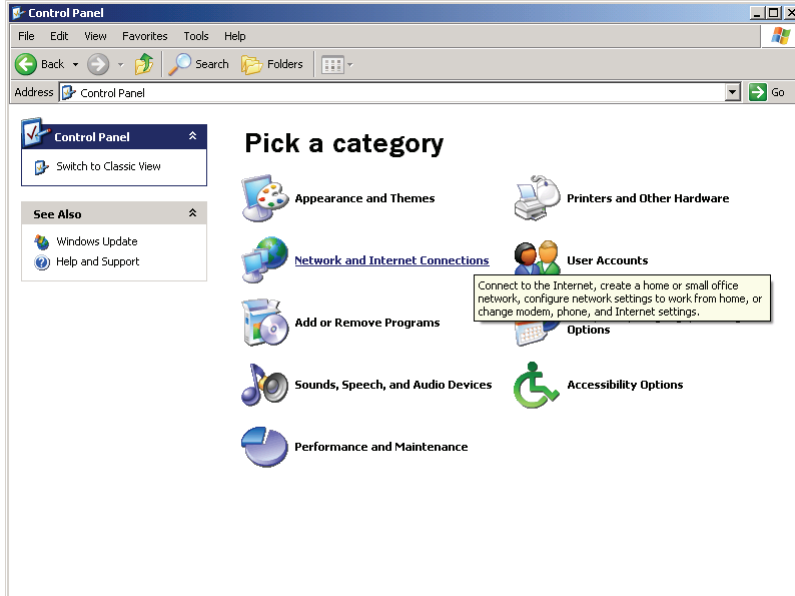 Control Panel
File Edit View Favorites Tools Help
Back Search Folders
Address Control Panel Go
Control Panel
Switch to Classic View
See Also
Windows Update
Help and Support
Pick a category
Appearance and Themes
Printers and Other Hardware
Network and Internet Connections
User Accounts
Connect to the Internet, create a home or small office
network, configure network settings to work from home, or
change modem, phone, and Internet settings.
Add or Remove Programs
Options
Sounds, Speech, and Audio Devices
Accessibility Options
Performance and Maintenance